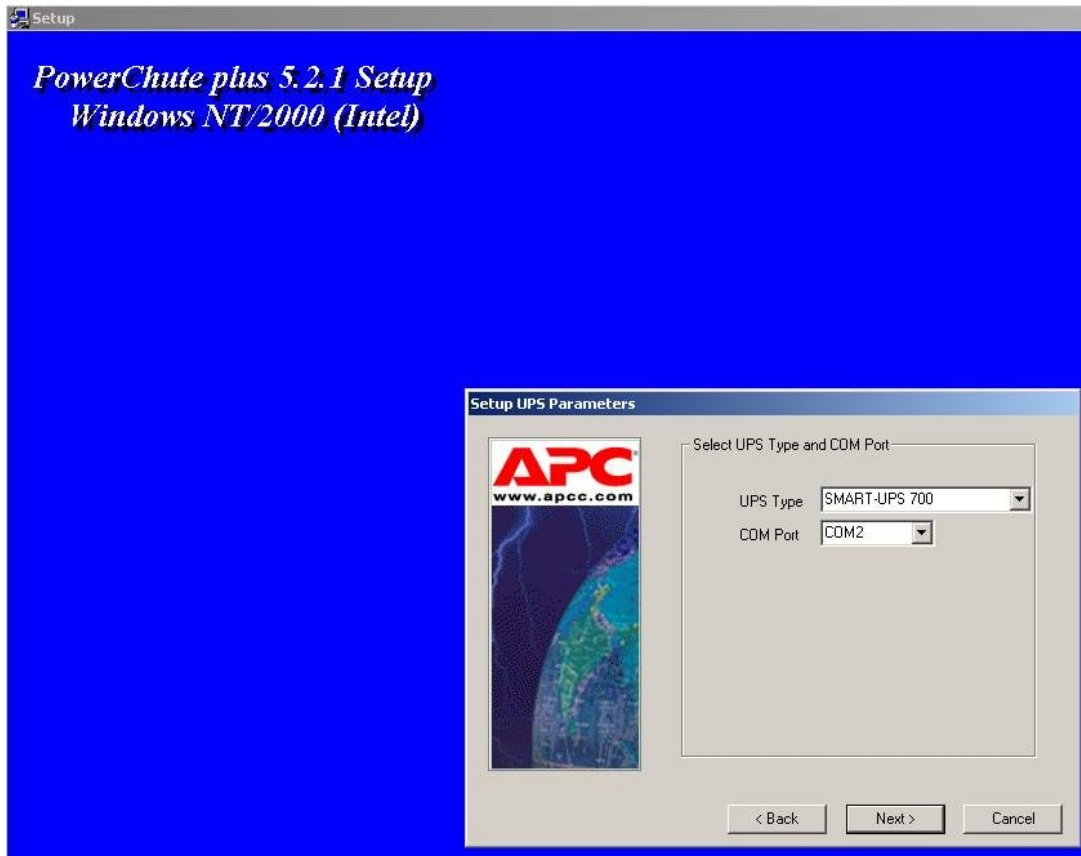 Setup
PowerChute plus 5.2.1 Setup
Windows NT/2000 (Intel)
Setup UPS Parameters
APC
www.apcc.com
Select UPS Type and COM Port
UPS Type SMART-UPS 700
COM Port COM2
< Back Next > Cancel